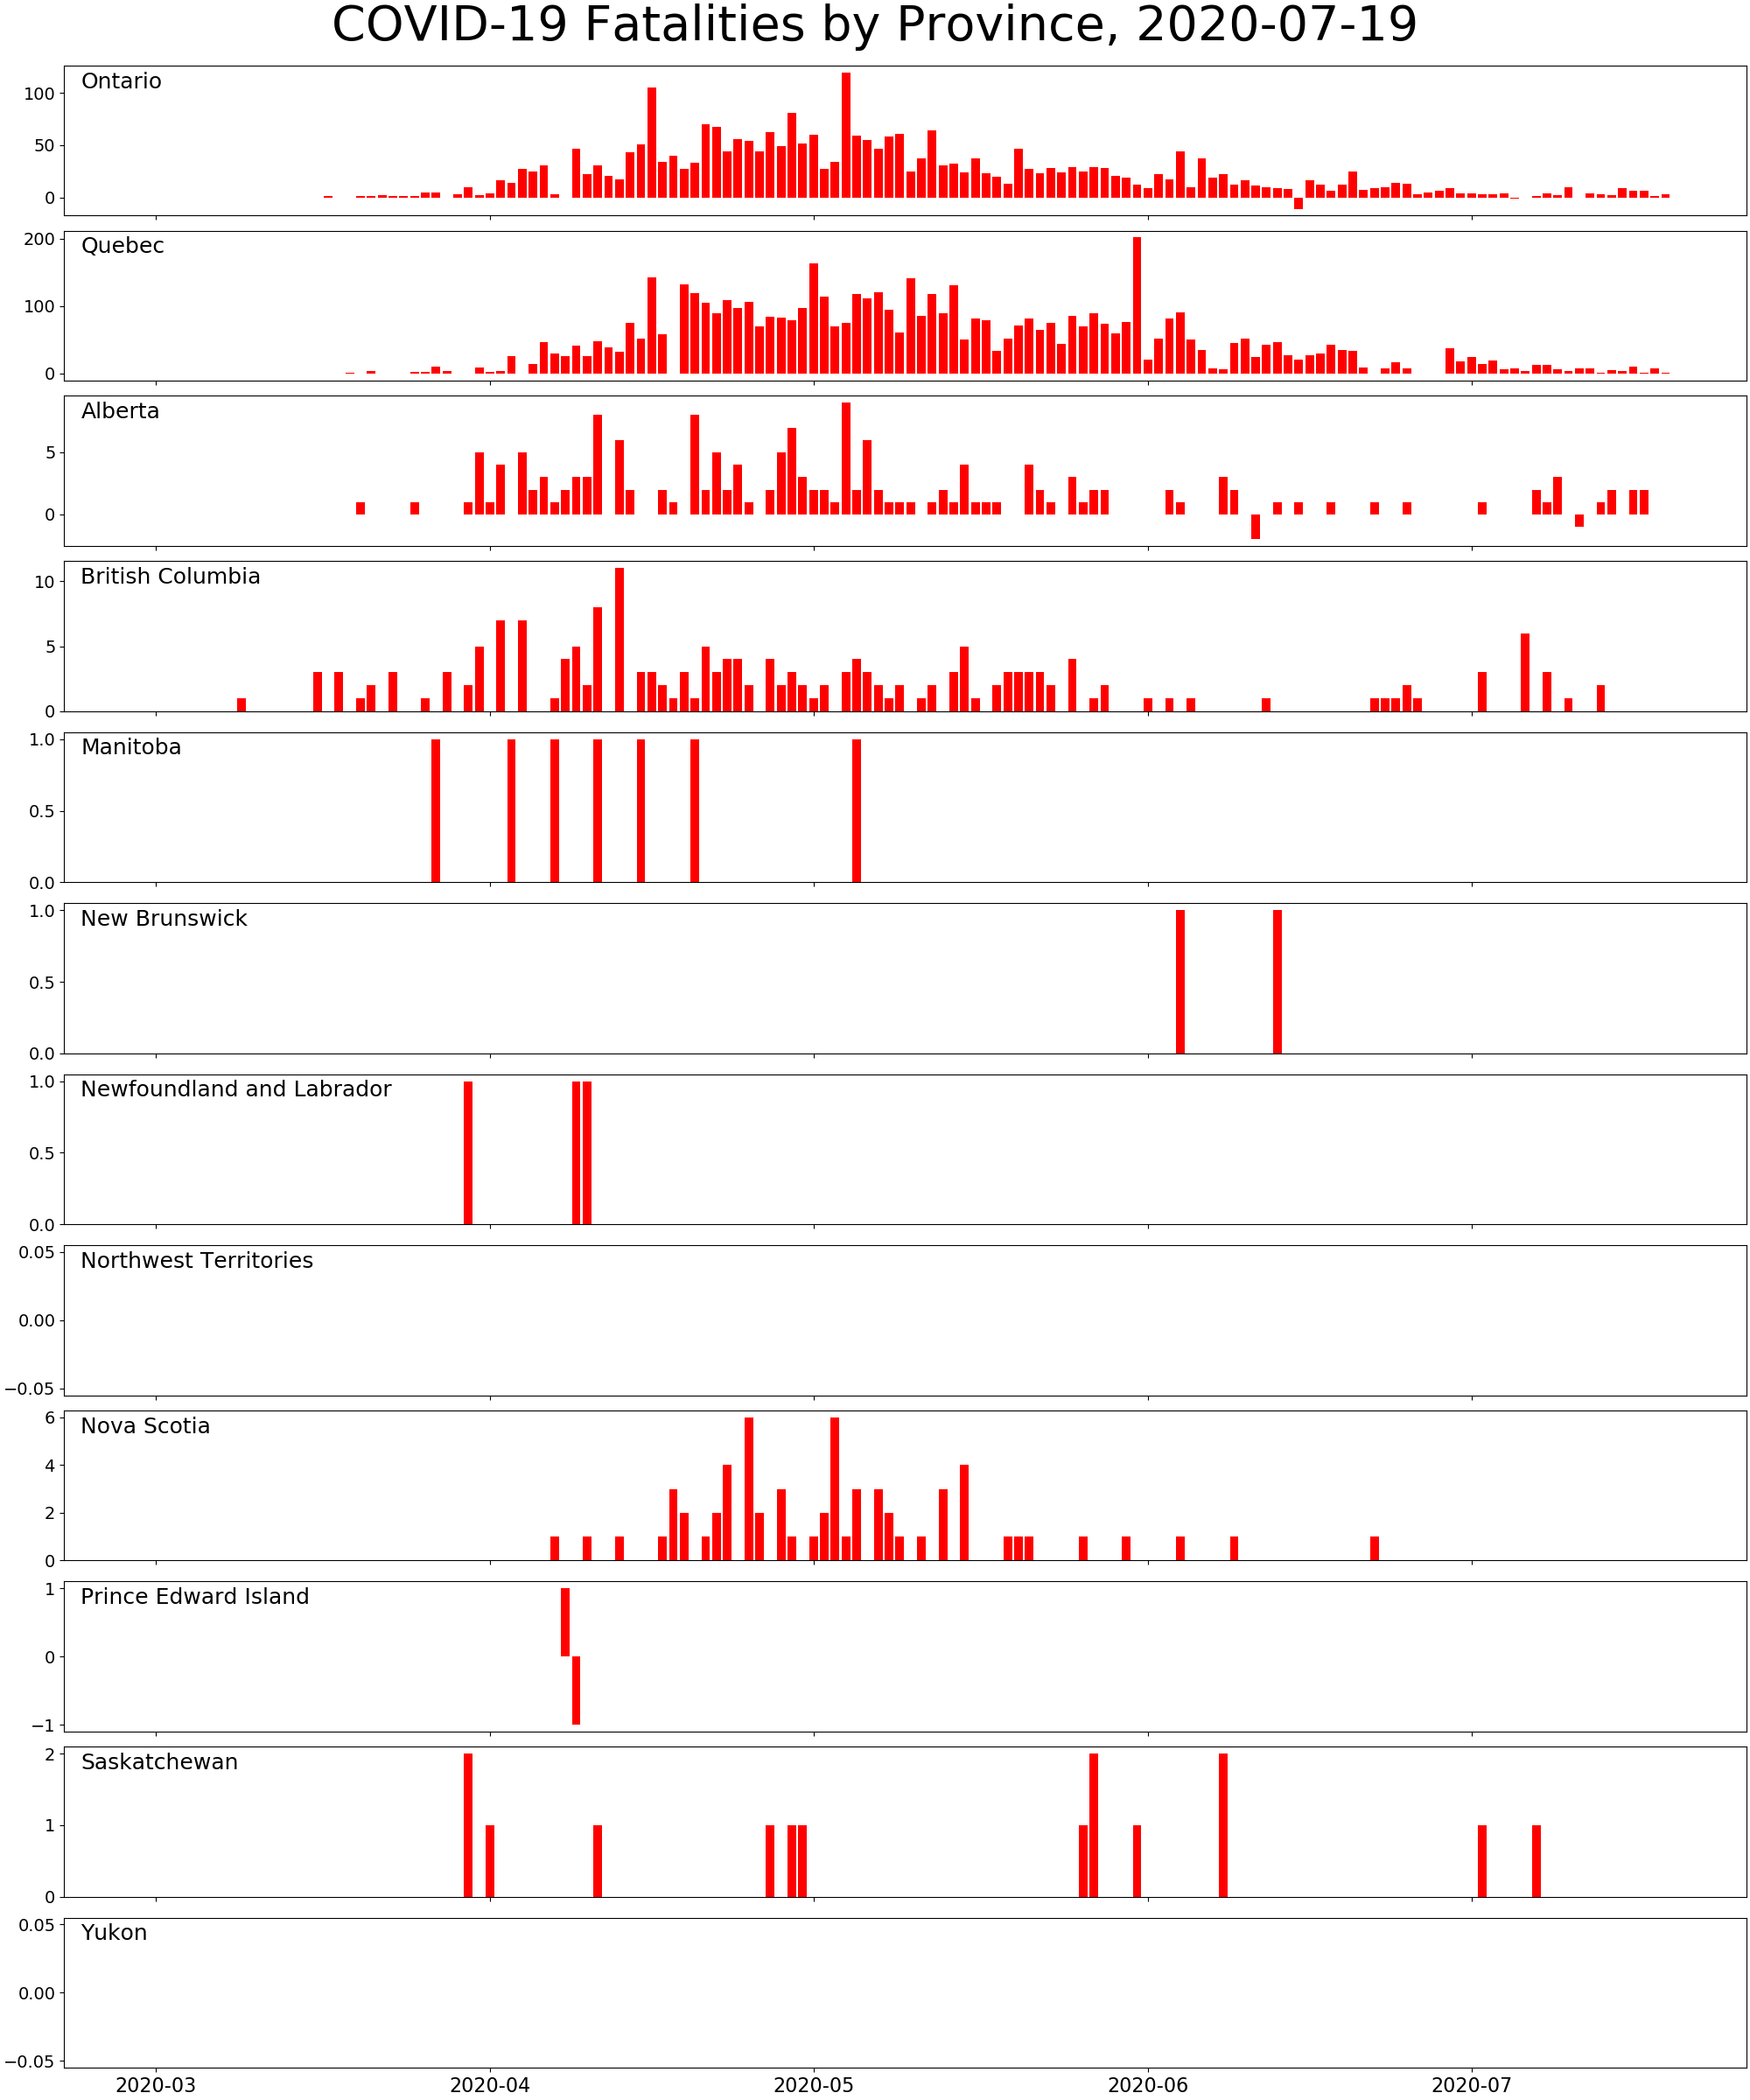 COVID-19 Fatalities by Province, 2020-07-19
Ontario
100
50
0
Quebec
200
100
0
Alberta
5
0
British Columbia
10
5
0
Manitoba
1.0
0.5
0.0
New Brunswick
1.0
0.5
0.0
Newfoundland and Labrador
1.0
0.5
0.0
Northwest Territories
0.05
0.00
−0.05
Nova Scotia
6
4
2
0
Prince Edward Island
1
0
−1
Saskatchewan
2
1
0
Yukon
0.05
0.00
−0.05
2020-03 2020-04 2020-05 2020-06 2020-07